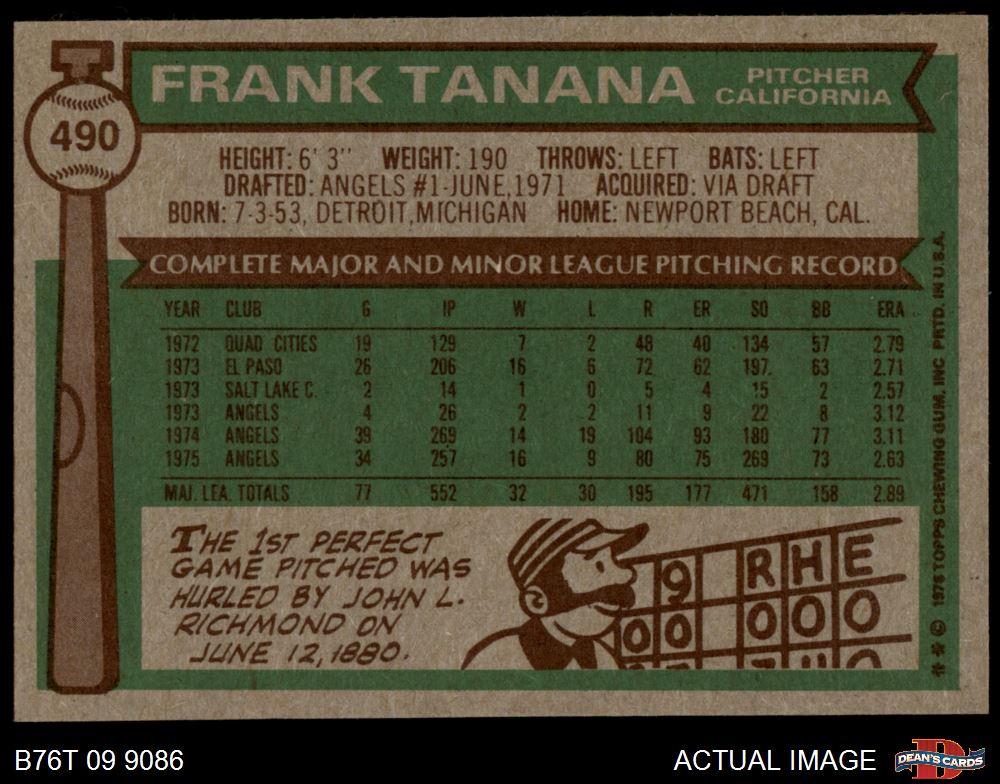 FRANK TANANA
PITCHER
CALIFORNIA
490
HEIGHT: 6' 3" WEIGHT: 190 THROWS: LEFT BATS: LEFT
DRAFTED: ANGELS #1-JUNE,1971 ACQUIRED: VIA DRAFT
BORN: 7-3-53, DETROIT,MICHIGAN HOME: NEWPORT BEACH, CAL.
COMPLETE MAJOR AND MINOR LEAGUE PITCHING RECORD
YEAR CLUB G IP W L R ER SO BB ERA
1972 QUAD CITIES 19 129 7 2 48 40 134 57 2.79
1973 EL PASO 26 206 16 6 72 62 197 63 2.71
1973 SALT LAKE C. 2 14 1 0 5 4 15 2 2.57
1973 ANGELS 4 26 2 2 11 9 22 8 3.12
1974 ANGELS 39 269 14 19 104 93 180 77 3.11
1975 ANGELS 34 257 16 9 80 75 269 73 2.63
MAJ. LEA. TOTALS 77 552 32 30 195 177 471 158 2.89
THE 1ST PERFECT
GAME PITCHED WAS
HURLED BY JOHN L.
RICHMOND ON
JUNE 12, 1880.
9 R H E
0 0 0 0 0
** © 1976 TOPPS CHEWING GUM, INC PRTD. IN U.S.A.
B76T 09 9086
ACTUAL IMAGE
D
DEAN'S CARDS